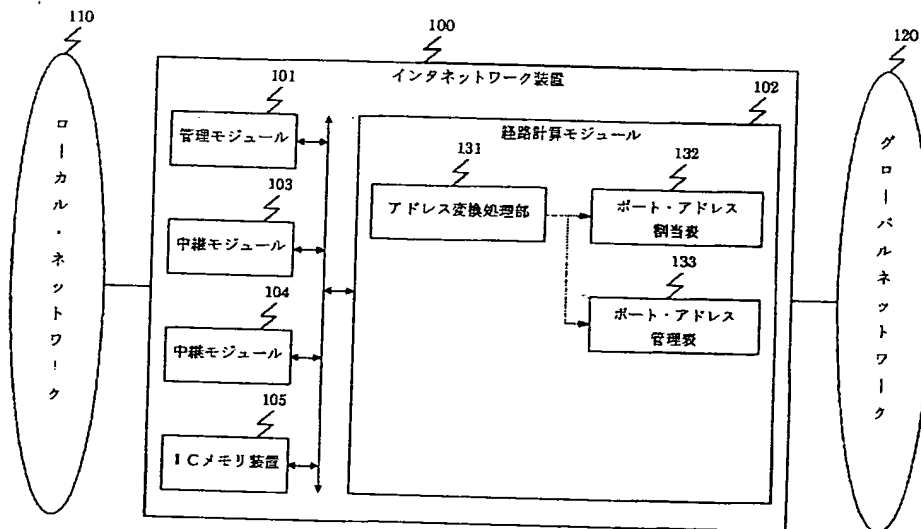 110
100
120
インタネットワーク装置
101
102
管理モジュール
経路計算モジュール
131
132
アドレス変換処理部
ポート・アドレス
割当表
103
中継モジュール
133
ポート・アドレス
管理表
104
中継モジュール
105
ICメモリ装置
ローカル・ネットワーク
グローバルネットワーク